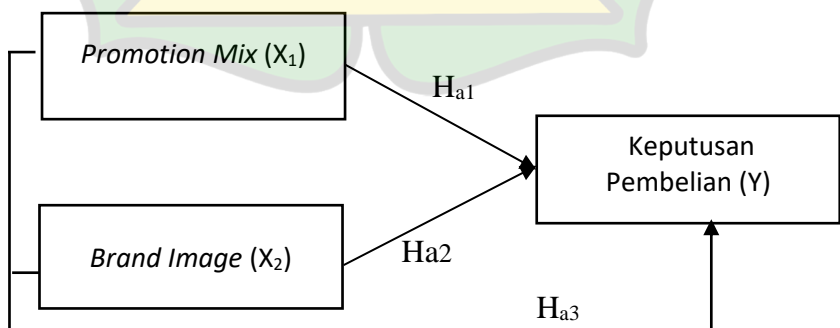 Promotion Mix (X₁)
Hₐ₁
Keputusan
Pembelian (Y)
Brand Image (X₂)
Ha2
Hₐ₃